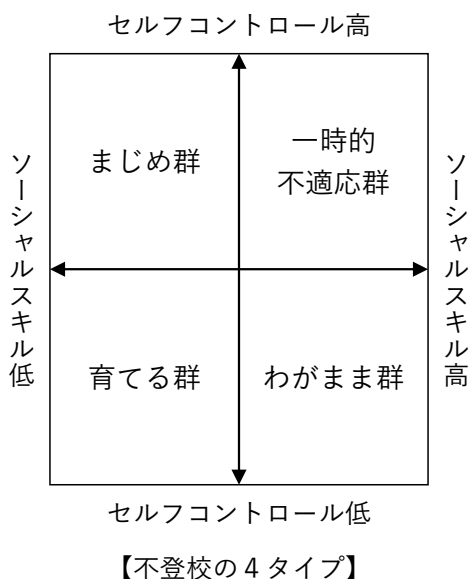 セルフコントロール高
まじめ群
一時的
不適応群
ソーシャルスキル低
ソーシャルスキル高
育てる群
わがまま群
セルフコントロール低
【不登校の4タイプ】